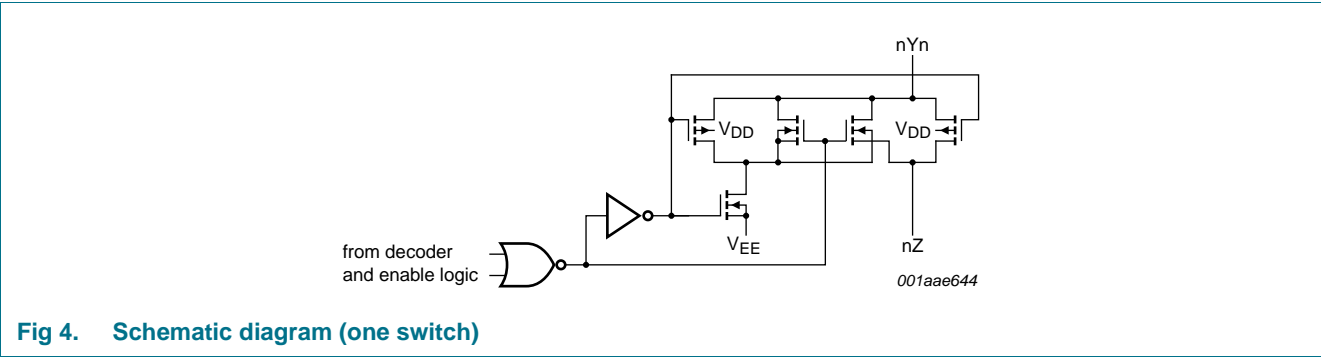 nYn
VDD
VDD
VEE
from decoder
and enable logic
nZ
001aae644
Fig 4. Schematic diagram (one switch)